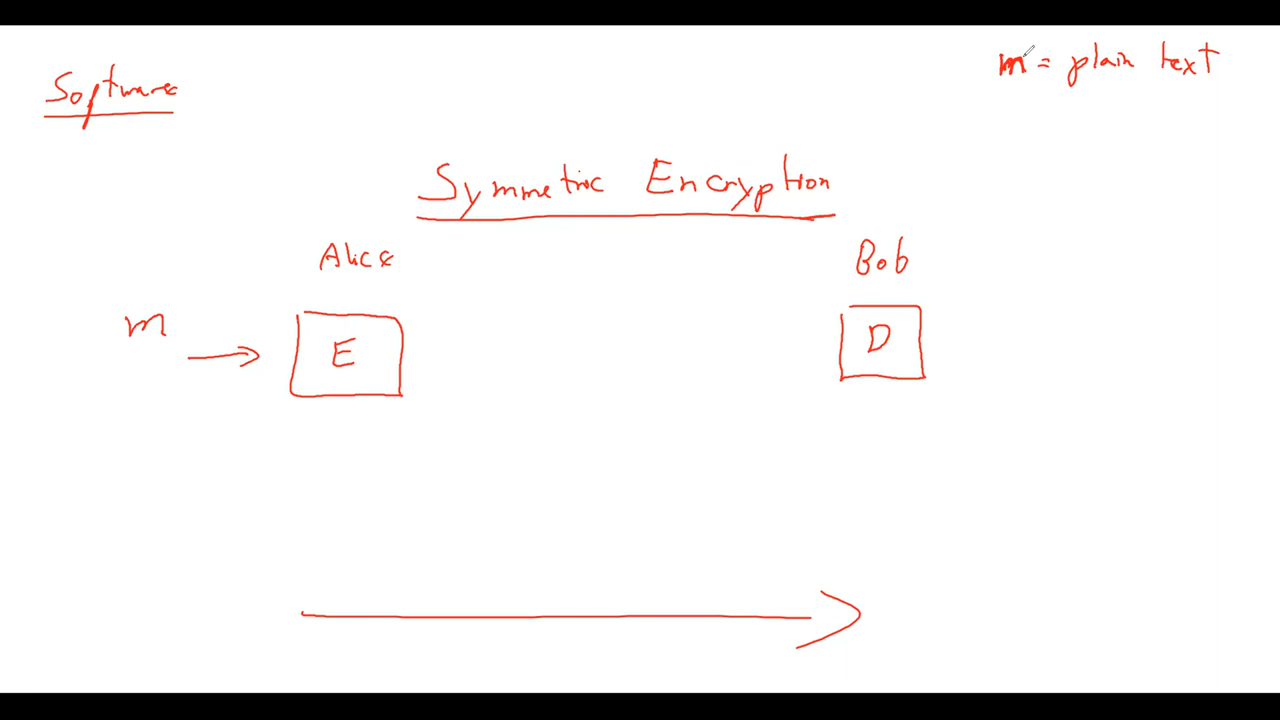 m = plain text
Software
Symmetric Encryption
Alice
Bob
m
E
D